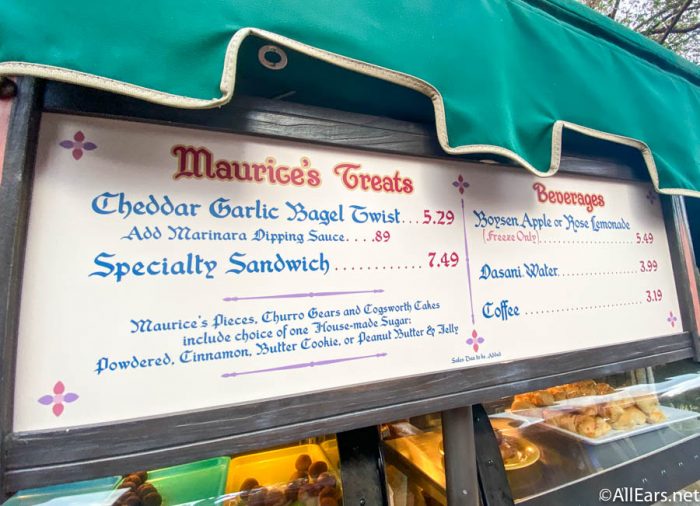 Maurice's Treats
Cheddar Garlic Bagel Twist...5.29
Add Marinara Dipping Sauce. . . .89
Specialty Sandwich ........... 7.49
Maurice's Pieces, Churro Gears and Cogsworth Cakes
include choice of one House-made Sugar:
Powdered, Cinnamon, Butter Cookie, or Peanut Butter & Jelly
Beverages
Boysen Apple or Rose Lemonade
(Freeze Only)................... 5.49
Dasani Water................ 3.99
Coffee ......................... 3.19
Sales Tax to be Added
©AllEars.net